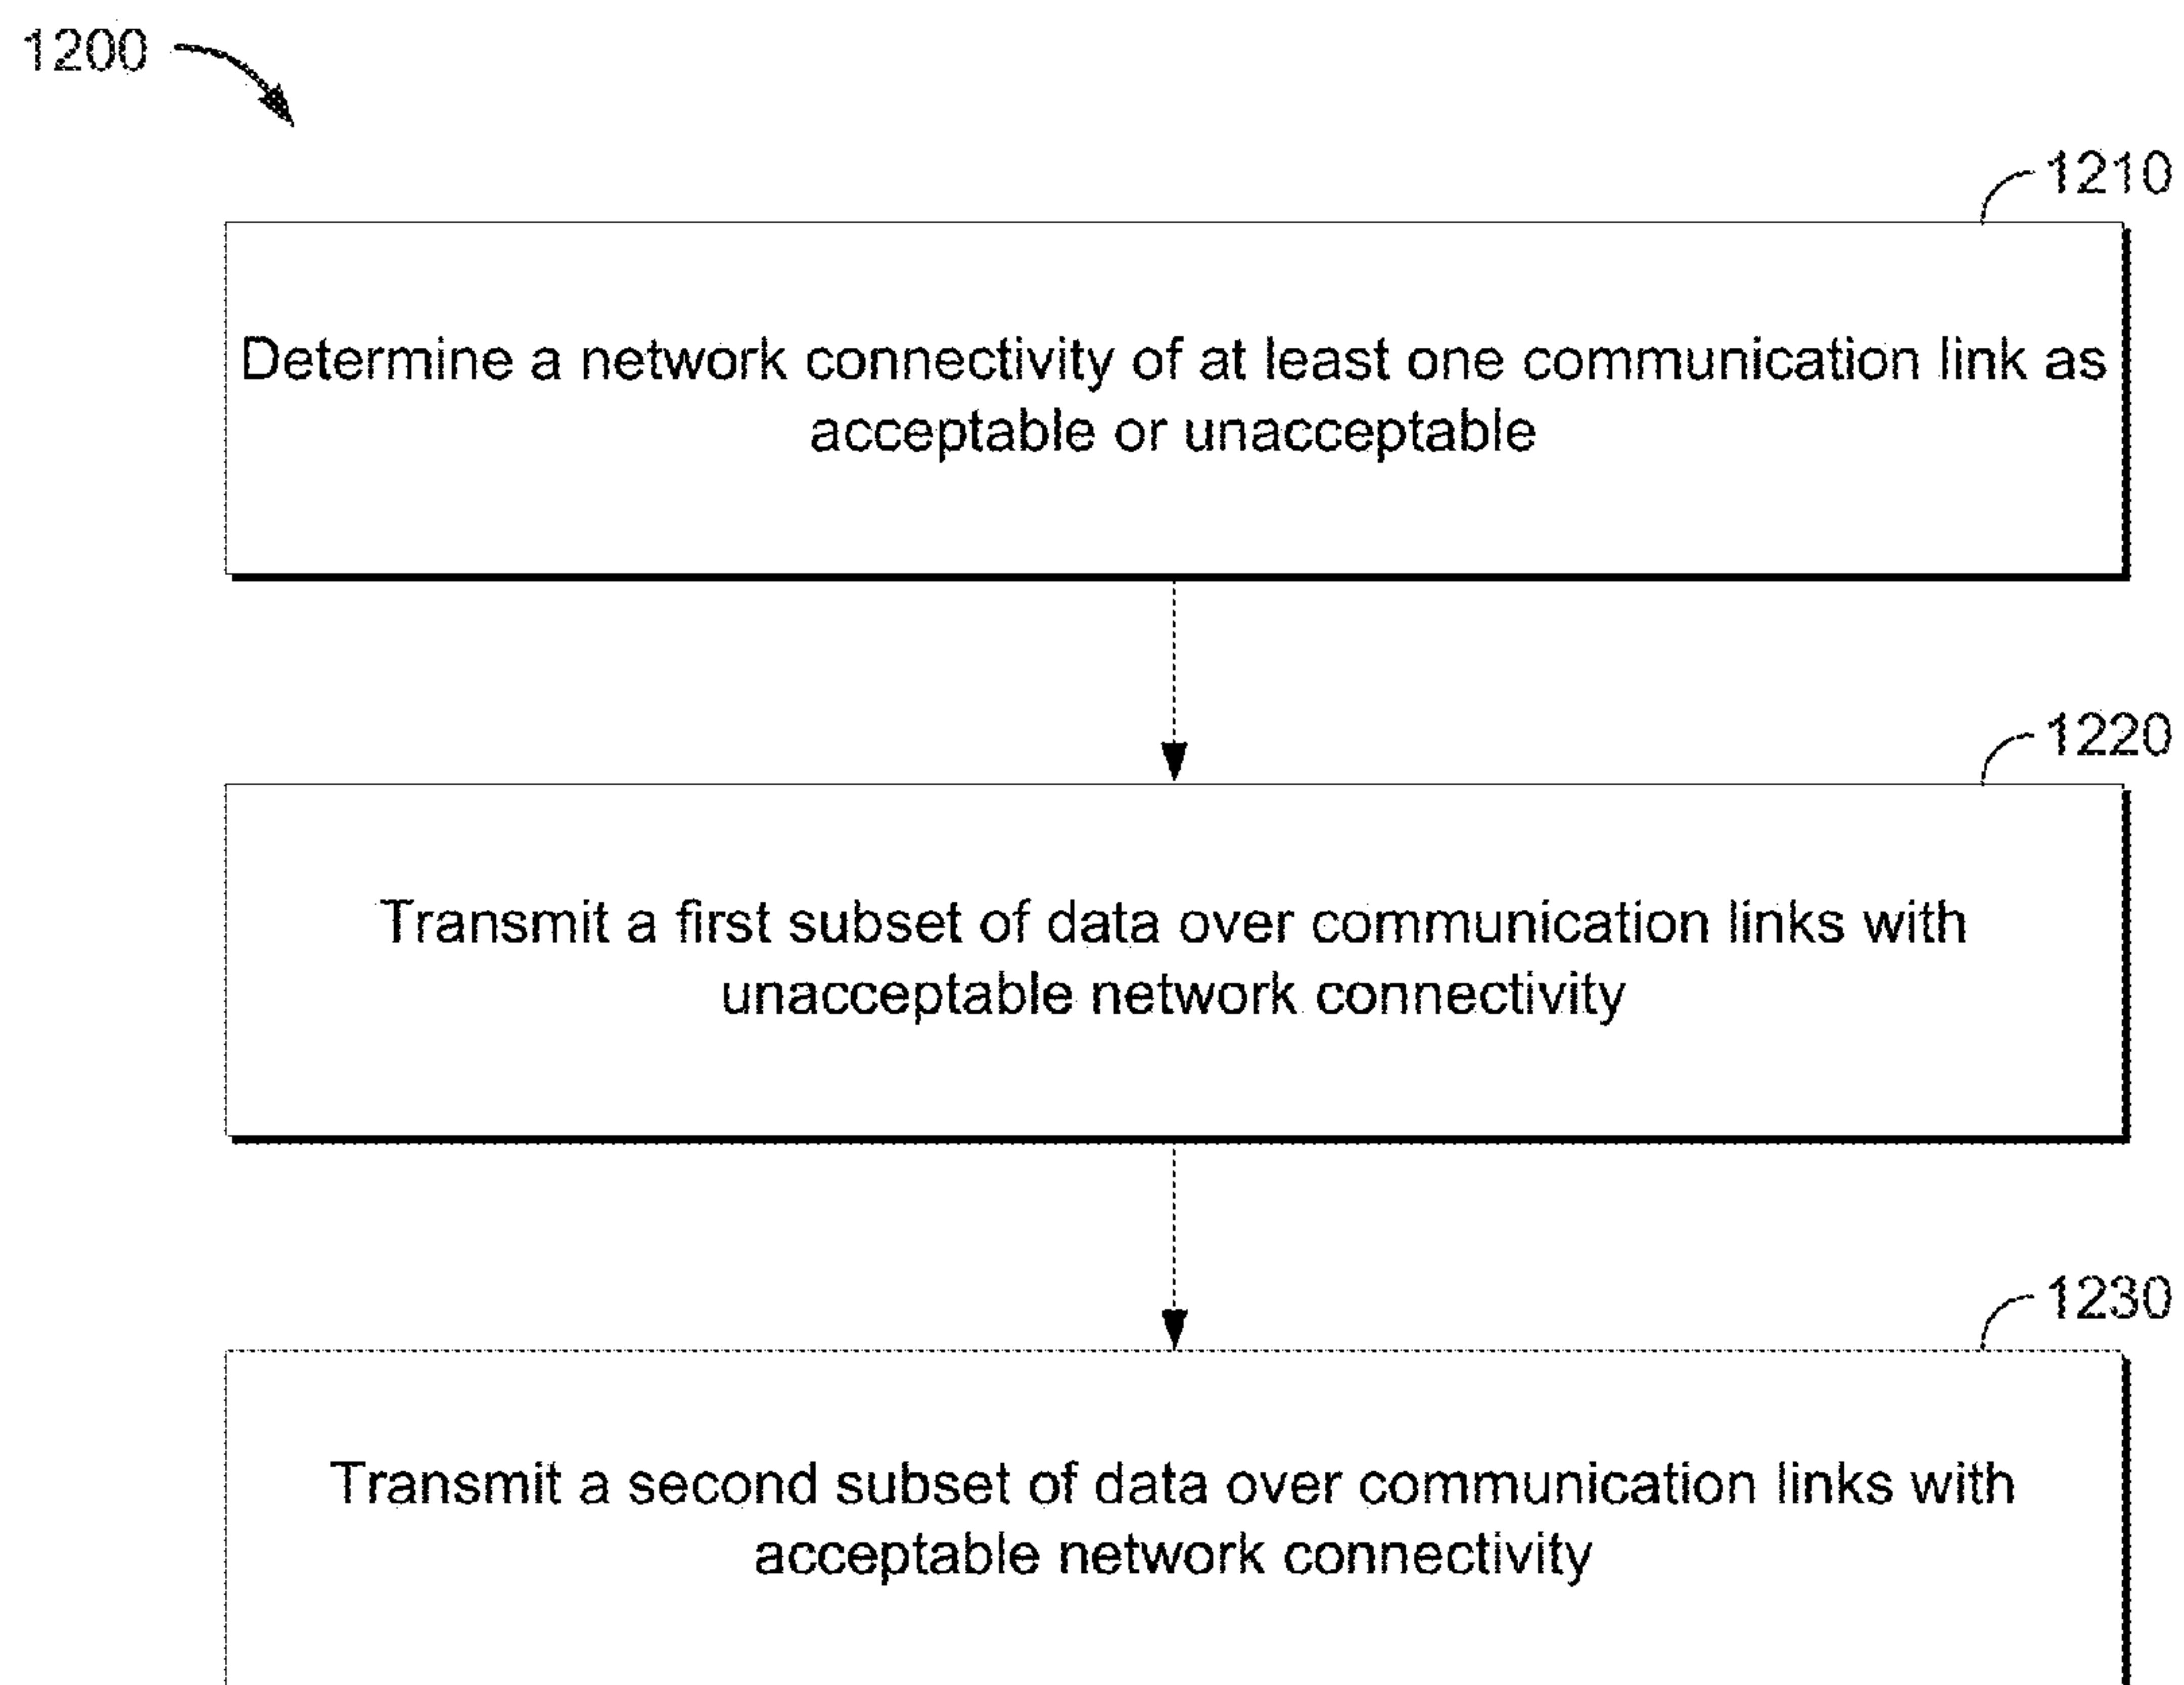 1200
1210
Determine a network connectivity of at least one communication link as
acceptable or unacceptable
1220
Transmit a first subset of data over communication links with
unacceptable network connectivity
1230
Transmit a second subset of data over communication links with
acceptable network connectivity